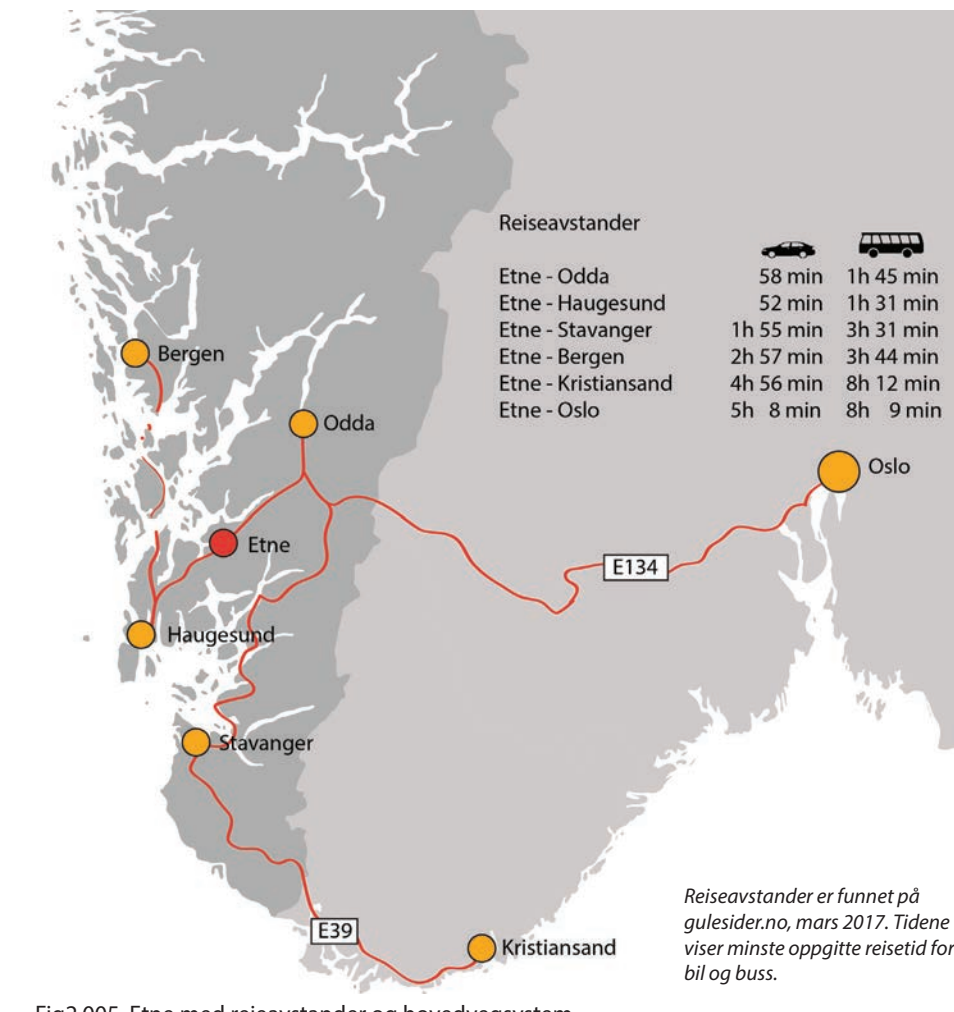 Reiseavstander
Etne - Odda 58 min 1h 45 min
Etne - Haugesund 52 min 1h 31 min
Etne - Stavanger 1h 55 min 3h 31 min
Etne - Bergen 2h 57 min 3h 44 min
Etne - Kristiansand 4h 56 min 8h 12 min
Etne - Oslo 5h 8 min 8h 9 min
Bergen
Odda
Oslo
Etne
E134
Haugesund
Stavanger
E39
Kristiansand
Reiseavstander er funnet på
gulesider.no, mars 2017. Tidene
viser minste oppgitte reisetid for
bil og buss.
Fig2.005 Etne med reiseavstander og hovedvegsystem